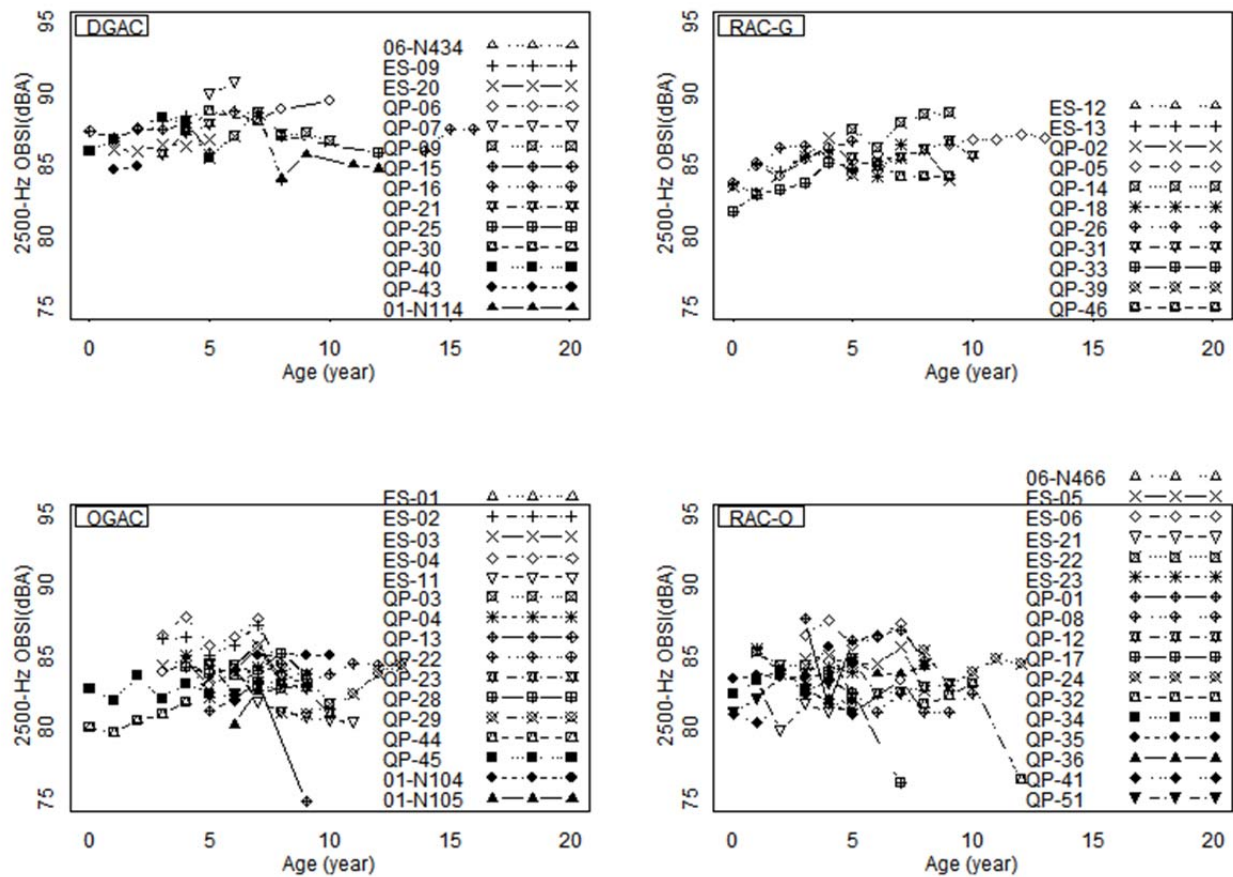 DGAC
95
90
85
80
75
2500-Hz OBSI(dBA)
06-N434
ES-09
ES-20
QP-06
QP-07
QP-09
QP-15
QP-16
QP-21
QP-25
QP-30
QP-40
QP-43
01-N114
0 5 10 15 20
Age (year)
RAC-G
95
90
85
80
75
2500-Hz OBSI(dBA)
ES-12
ES-13
QP-02
QP-05
QP-14
QP-18
QP-26
QP-31
QP-33
QP-39
QP-46
0 5 10 15 20
Age (year)
OGAC
95
90
85
80
75
2500-Hz OBSI(dBA)
ES-01
ES-02
ES-03
ES-04
ES-11
QP-03
QP-04
QP-13
QP-22
QP-23
QP-28
QP-29
QP-44
QP-45
01-N104
01-N105
0 5 10 15 20
Age (year)
RAC-O
95
90
85
80
75
2500-Hz OBSI(dBA)
06-N466
ES-05
ES-06
ES-21
ES-22
ES-23
QP-01
QP-08
QP-12
QP-17
QP-24
QP-32
QP-34
QP-35
QP-36
QP-41
QP-51
0 5 10 15 20
Age (year)